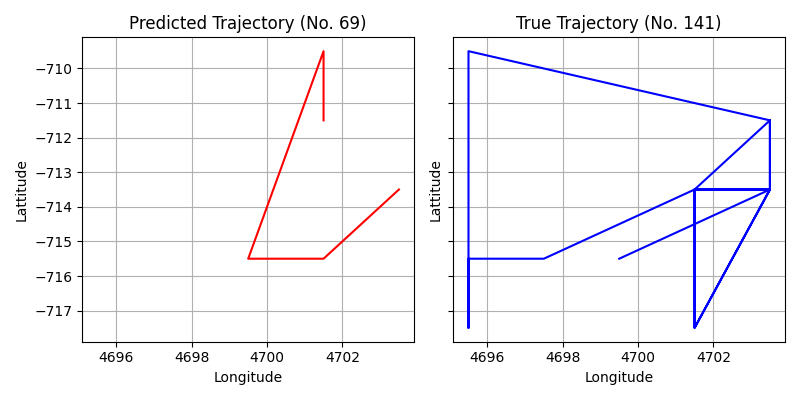 Predicted Trajectory (No. 69)
True Trajectory (No. 141)
Lattitude
−710
−711
−712
−713
−714
−715
−716
−717
4696
4698
4700
4702
Longitude
Lattitude
4696
4698
4700
4702
Longitude